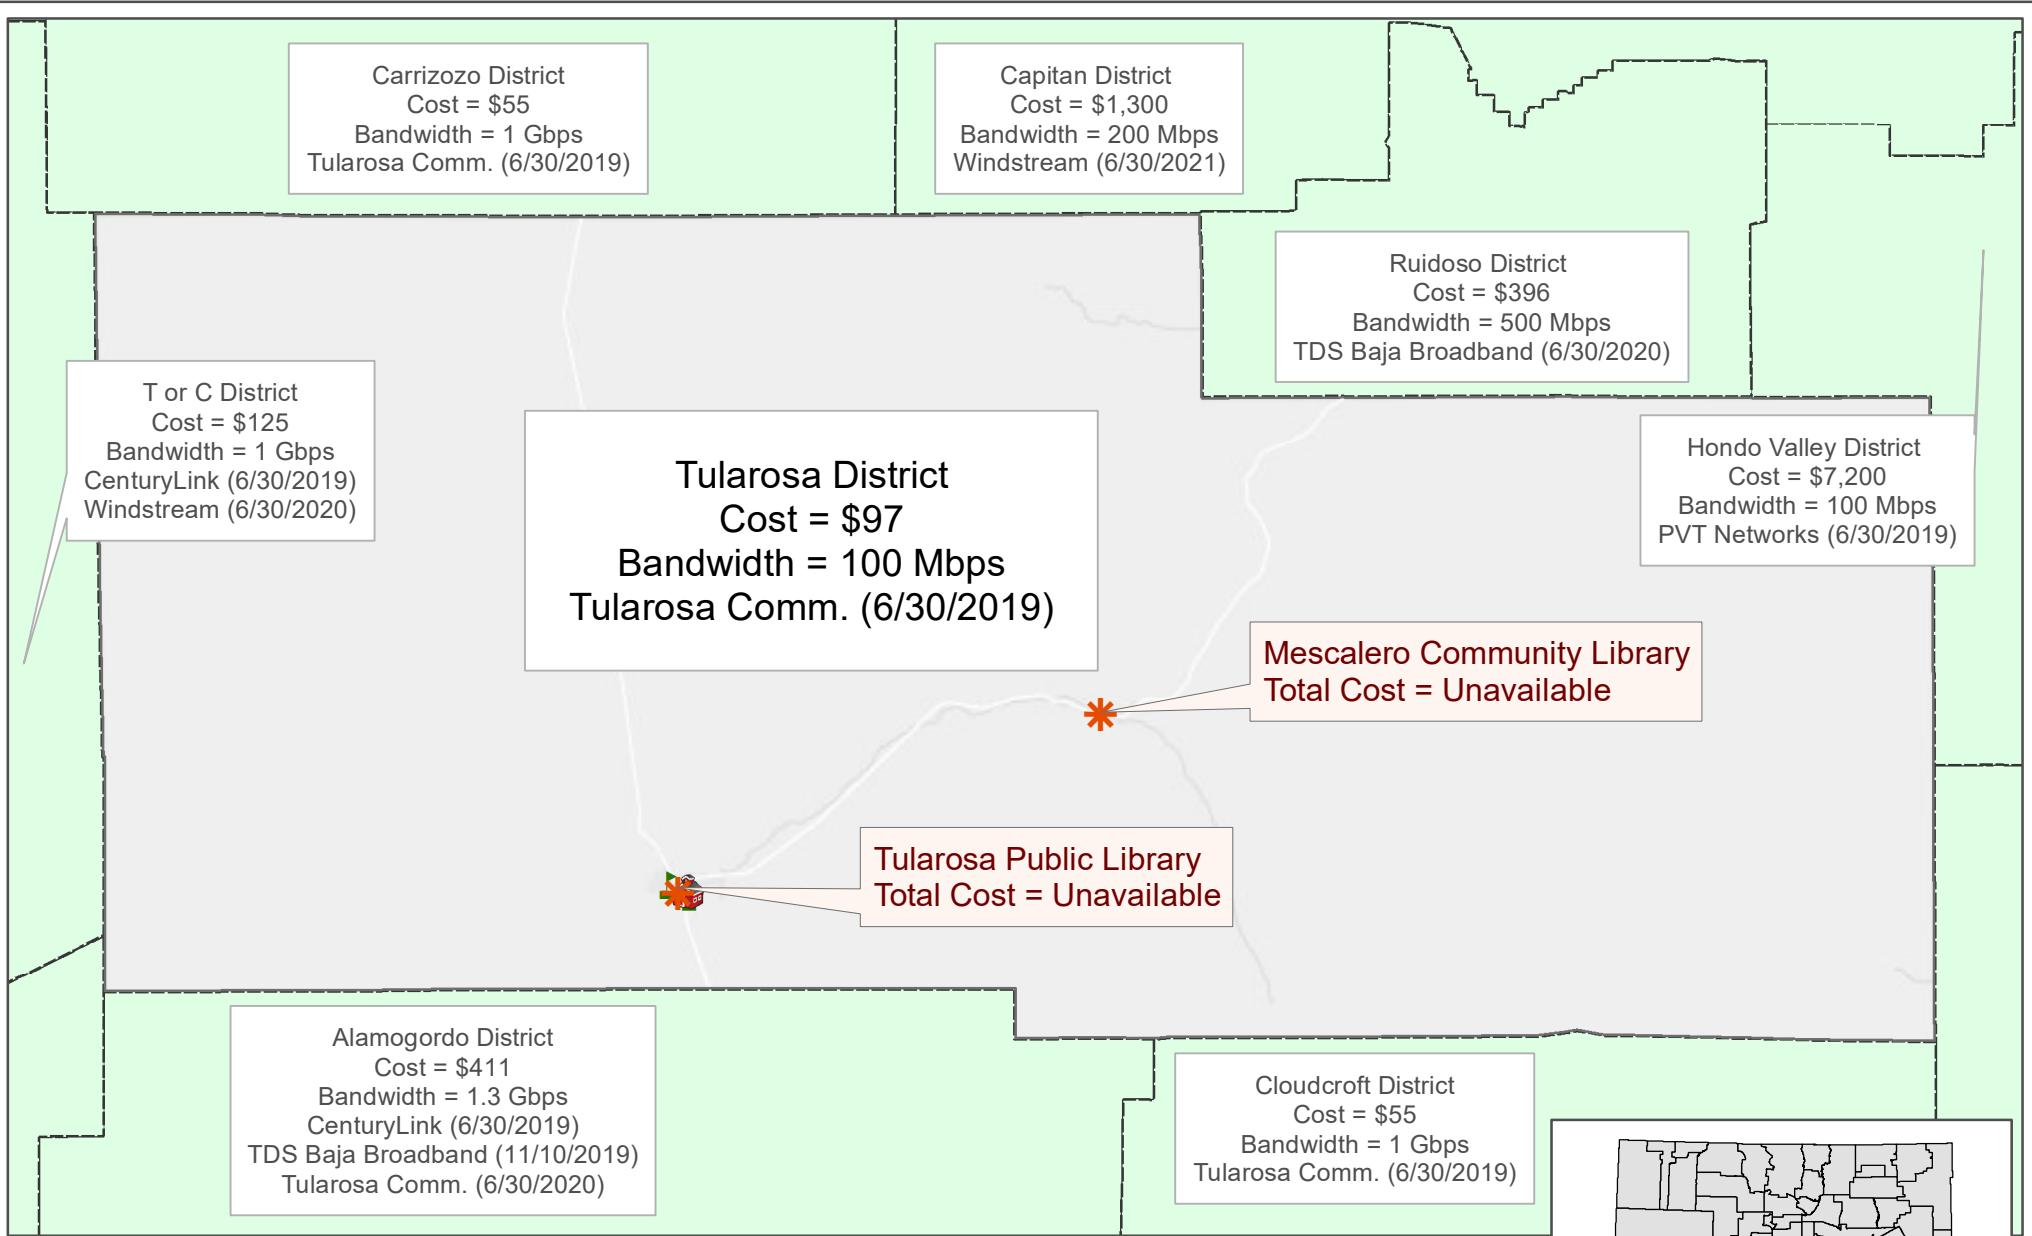 Carrizozo District
Cost = $55
Bandwidth = 1 Gbps
Tularosa Comm. (6/30/2019)
Capitan District
Cost = $1,300
Bandwidth = 200 Mbps
Windstream (6/30/2021)
Ruidoso District
Cost = $396
Bandwidth = 500 Mbps
TDS Baja Broadband (6/30/2020)
T or C District
Cost = $125
Bandwidth = 1 Gbps
CenturyLink (6/30/2019)
Windstream (6/30/2020)
Tularosa District
Cost = $97
Bandwidth = 100 Mbps
Tularosa Comm. (6/30/2019)
Hondo Valley District
Cost = $7,200
Bandwidth = 100 Mbps
PVT Networks (6/30/2019)
Mescalero Community Library
Total Cost = Unavailable
Tularosa Public Library
Total Cost = Unavailable
Alamogordo District
Cost = $411
Bandwidth = 1.3 Gbps
CenturyLink (6/30/2019)
TDS Baja Broadband (11/10/2019)
Tularosa Comm. (6/30/2020)
Cloudcroft District
Cost = $55
Bandwidth = 1 Gbps
Tularosa Comm. (6/30/2019)